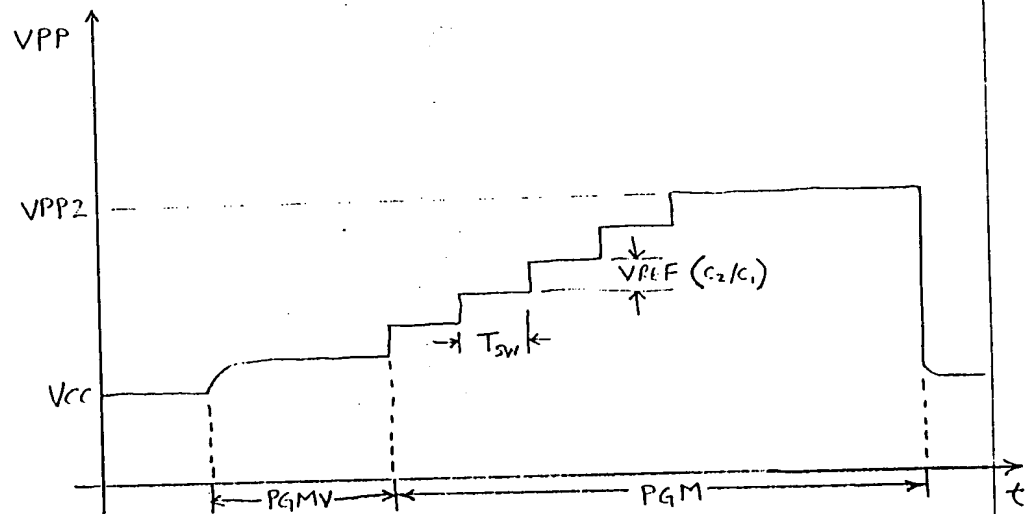 VPP
VPP2
VREF (C2/C1)
TSW
VCC
PGMV
PGM
t